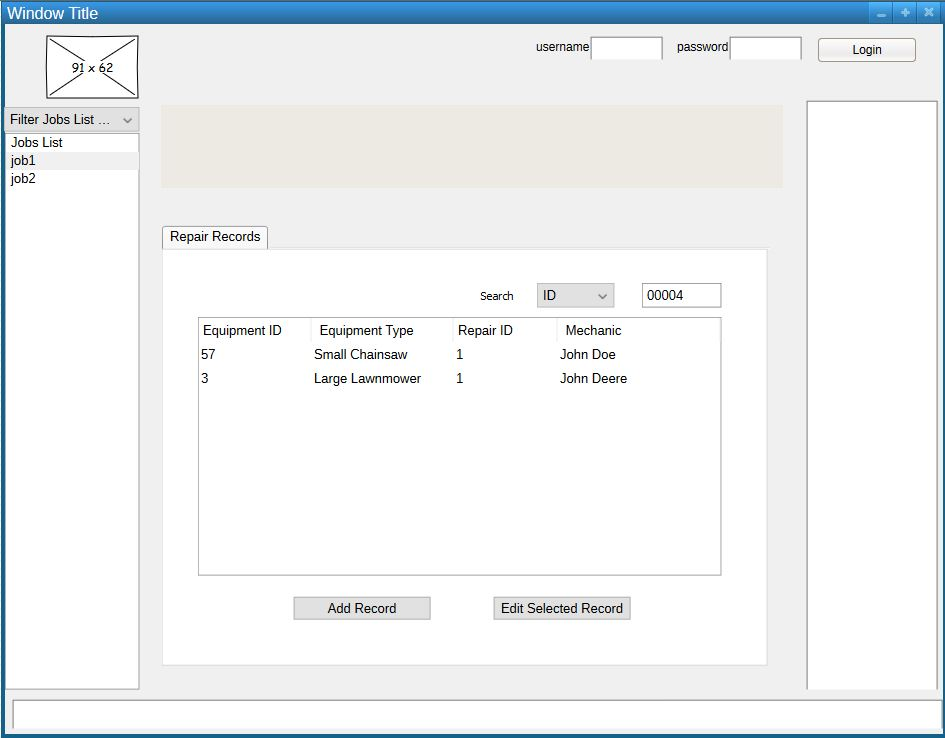 Window Title
91 x 62
username
password
Login
Filter Jobs List ...
Jobs List
job1
job2
Repair Records
Search ID 00004
Equipment ID Equipment Type Repair ID Mechanic
57 Small Chainsaw 1 John Doe
3 Large Lawnmower 1 John Deere
Add Record Edit Selected Record